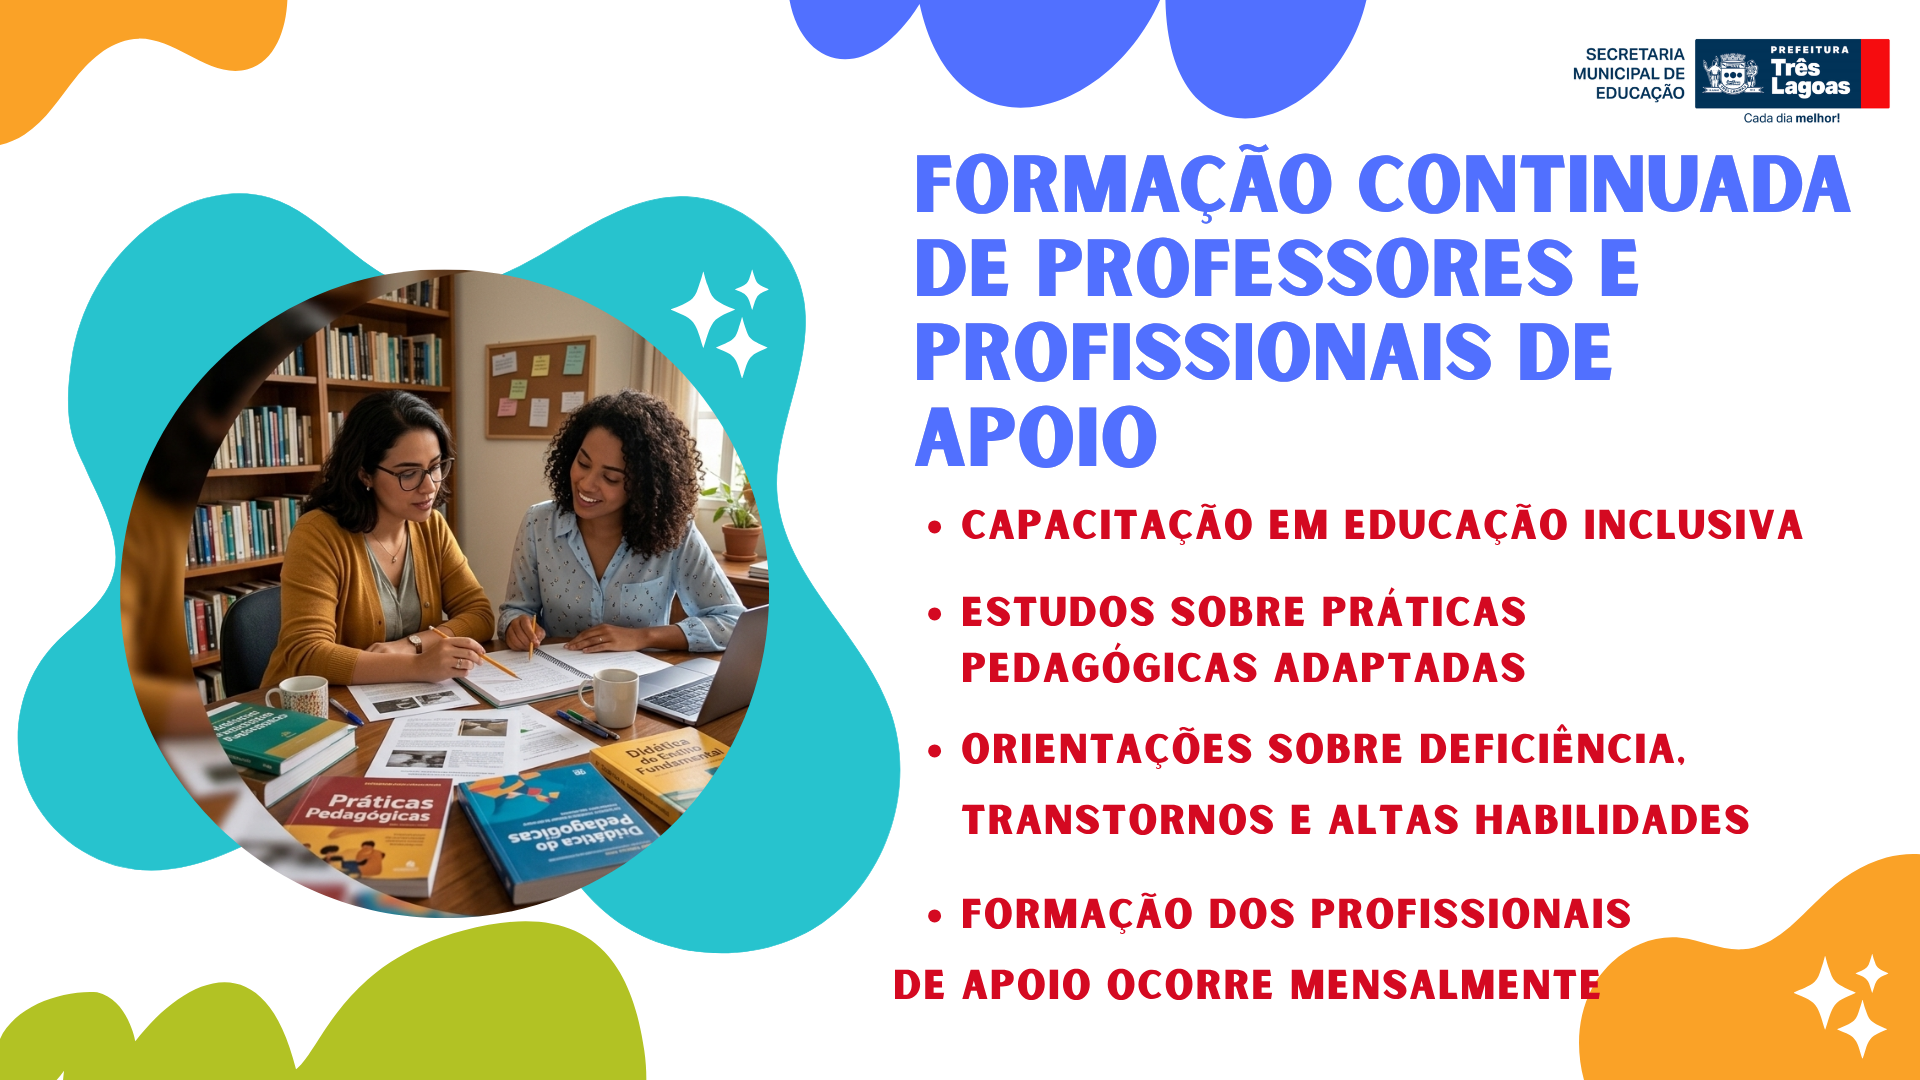 SECRETARIA
MUNICIPAL DE
EDUCAÇÃO
PREFEITURA
Três
Lagoas
Cada dia melhor!
FORMAÇÃO CONTINUADA
DE PROFESSORES E
PROFISSIONAIS DE
APOIO
• CAPACITAÇÃO EM EDUCAÇÃO INCLUSIVA
• ESTUDOS SOBRE PRÁTICAS
PEDAGÓGICAS ADAPTADAS
• ORIENTAÇÕES SOBRE DEFICIÊNCIA,
TRANSTORNOS E ALTAS HABILIDADES
• FORMAÇÃO DOS PROFISSIONAIS
DE APOIO OCORRE MENSALMENTE
Didática
do Ensino
Fundamental
Práticas
Pedagógicas
Didática do
Pedagógicas